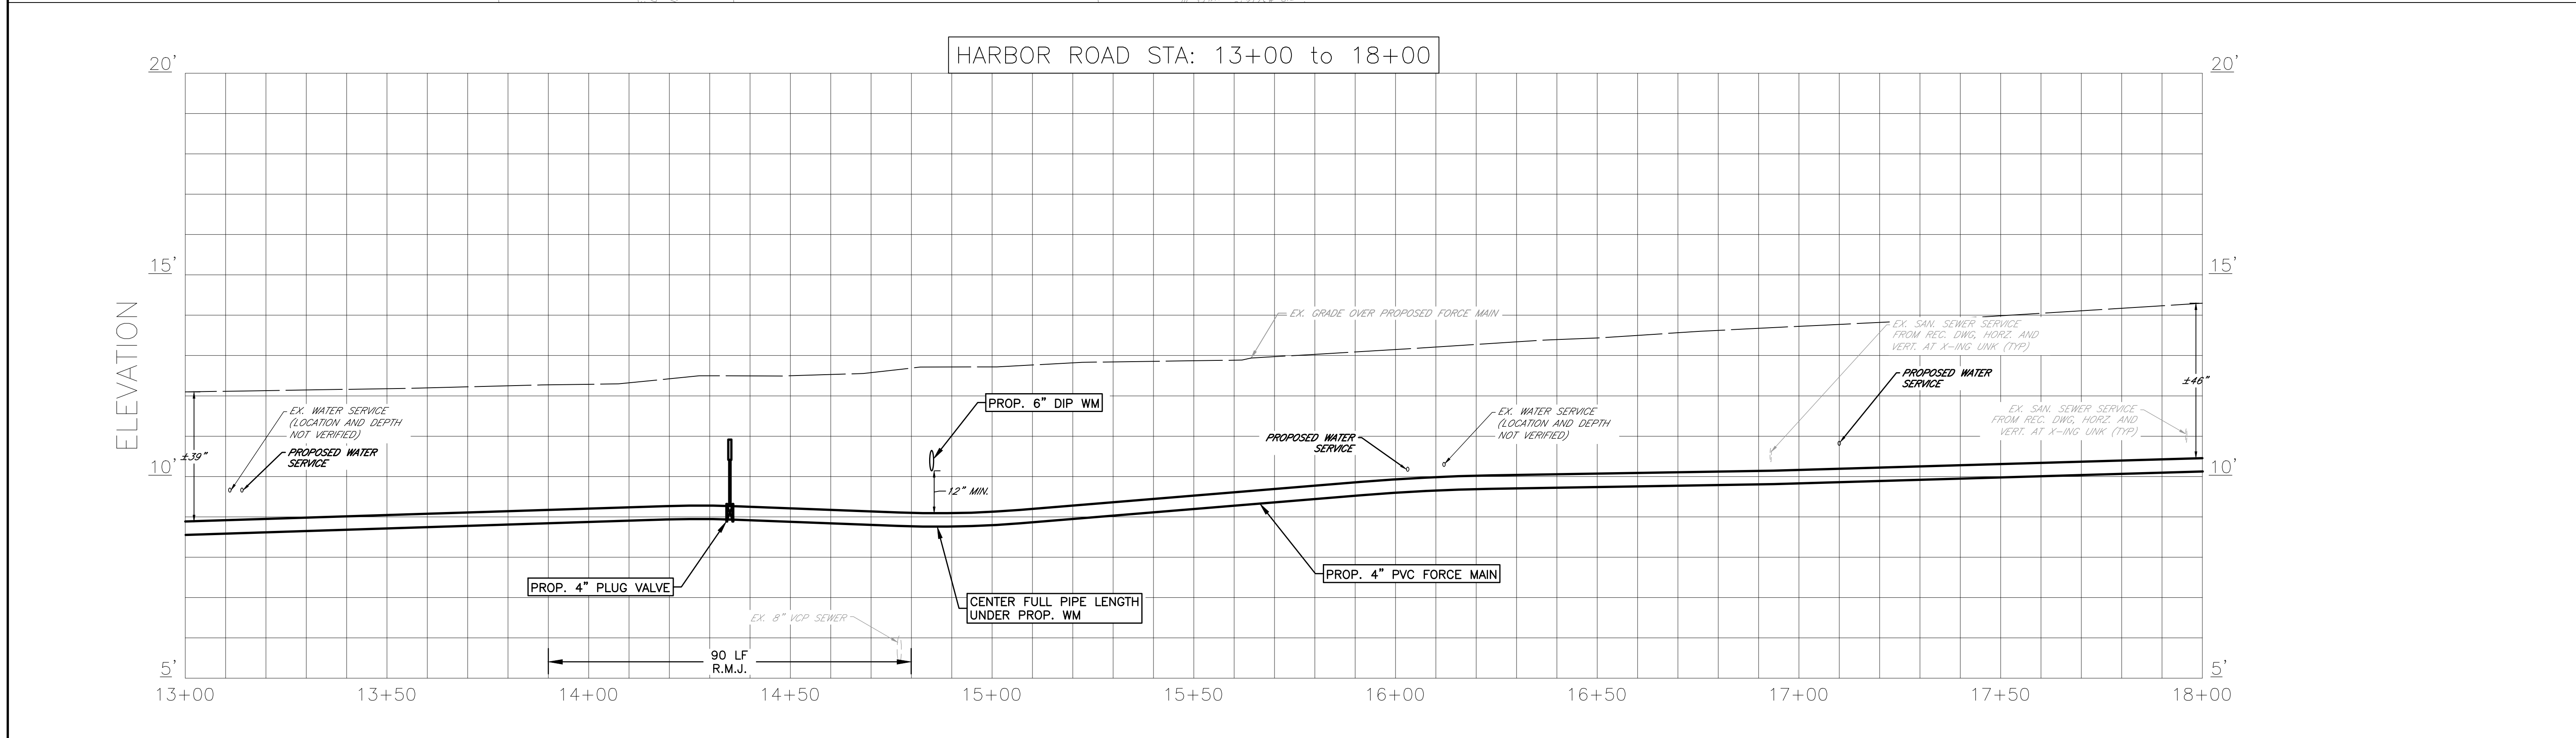 HARBOR ROAD STA: 13+00 to 18+00
20'
20'
15'
15'
ELEVATION
EX. GRADE OVER PROPOSED FORCE MAIN
EX. SAN. SEWER SERVICE
FROM REC. DWG, HORZ. AND
VERT. AT X-ING UNK (TYP.)
PROPOSED WATER
SERVICE
±46"
EX. WATER SERVICE
(LOCATION AND DEPTH
NOT VERIFIED)
PROPOSED WATER
SERVICE
±39"
PROP. 6" DIP WM
12" MIN.
PROPOSED WATER
SERVICE
EX. WATER SERVICE
(LOCATION AND DEPTH
NOT VERIFIED)
EX. SAN. SEWER SERVICE
FROM REC. DWG, HORZ. AND
VERT. AT X-ING UNK (TYP)
10'
10'
PROP. 4" PLUG VALVE
CENTER FULL PIPE LENGTH
UNDER PROP. WM
PROP. 4" PVC FORCE MAIN
EX. 8" VCP SEWER
90 LF
R.M.J.
5'
5'
13+00
13+50
14+00
14+50
15+00
15+50
16+00
16+50
17+00
17+50
18+00